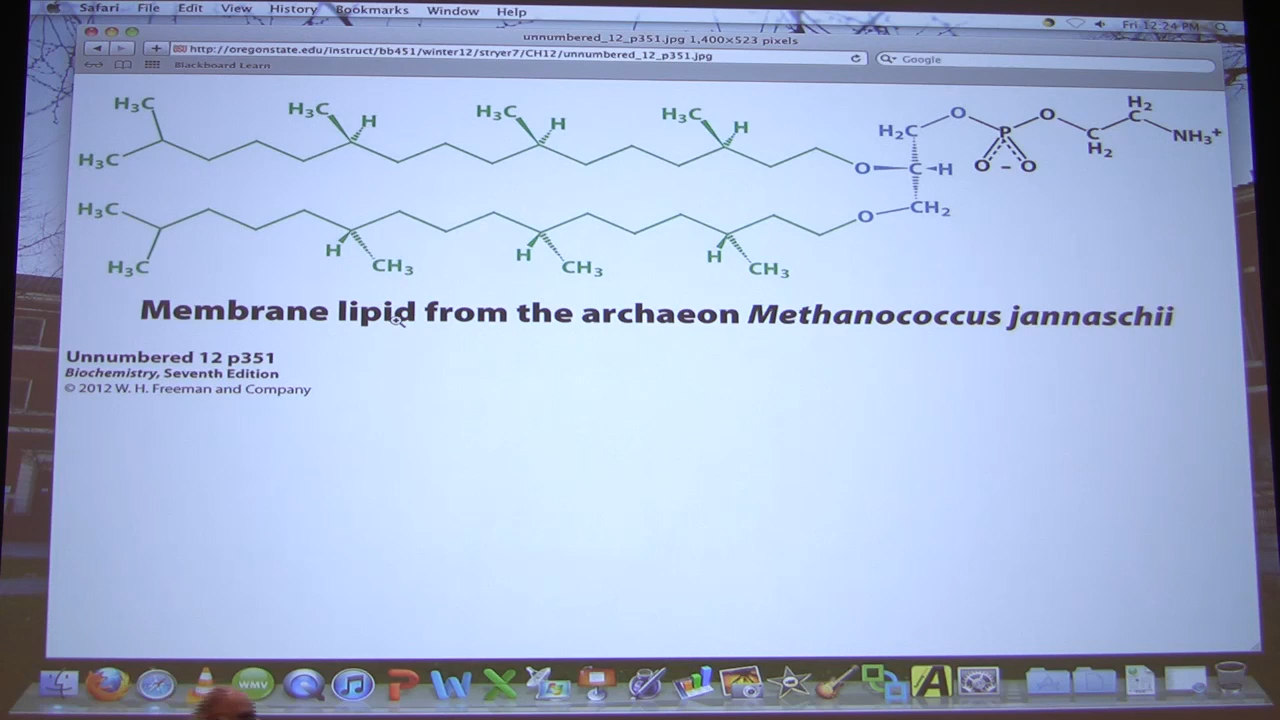 Safari File Edit View History Bookmarks Window Help Fri 12:24 PM
unnumbered_12_p351.jpg 1,400×523 pixels
http://oregonstate.edu/instruct/bb451/winter12/stryer7/CH12/unnumbered_12_p351.jpg Google
Blackboard Learn
H₃C H₃C H H₃C H H₃C H H₂C O P O C H₂ C H₂ NH₃⁺
H₃C O C H O – O
H₃C O CH₂
H₃C H CH₃ H CH₃ H CH₃
Membrane lipid from the archaeon Methanococcus jannaschii
Unnumbered 12 p351
Biochemistry, Seventh Edition
© 2012 W. H. Freeman and Company
WMV